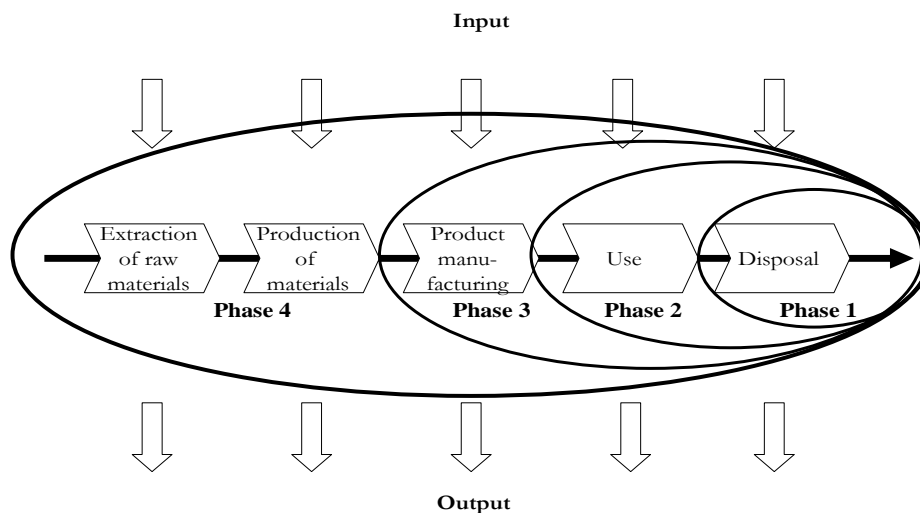 Input
Extraction
of raw
materials
Production
of
materials
Product
manu-
facturing
Use
Disposal
Phase 4
Phase 3
Phase 2
Phase 1
Output